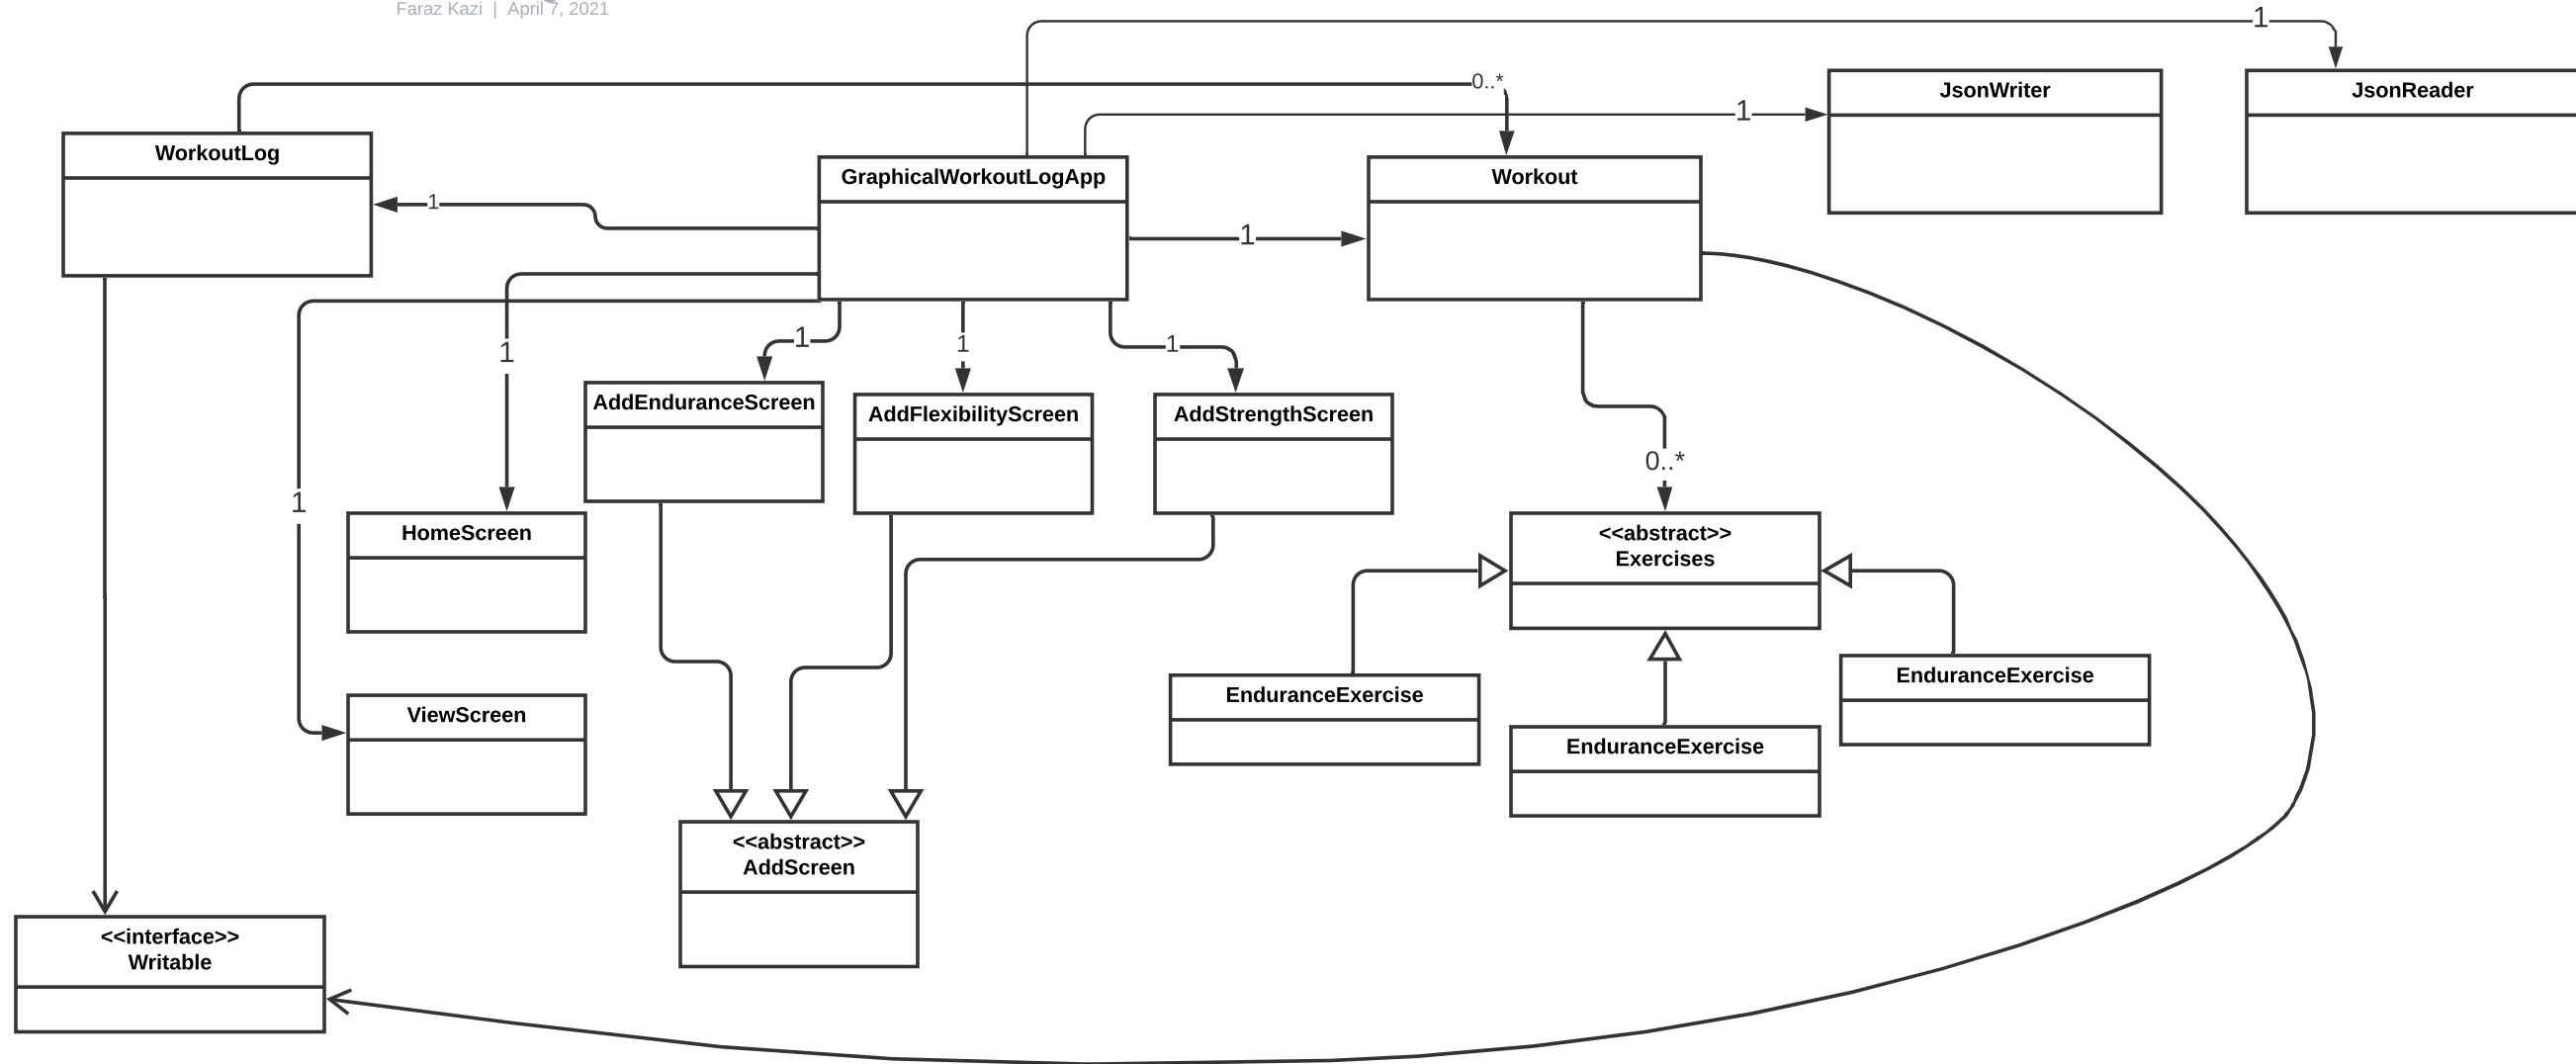 Faraz Kazi | April 7, 2021
1
0..*
JsonWriter
JsonReader
1
WorkoutLog
GraphicalWorkoutLogApp
Workout
1
1
1
1
1
1
AddEnduranceScreen
AddFlexibilityScreen
AddStrengthScreen
0..*
1
HomeScreen
<<abstract>>
Exercises
EnduranceExercise
EnduranceExercise
ViewScreen
EnduranceExercise
<<abstract>>
AddScreen
<<interface>>
Writable